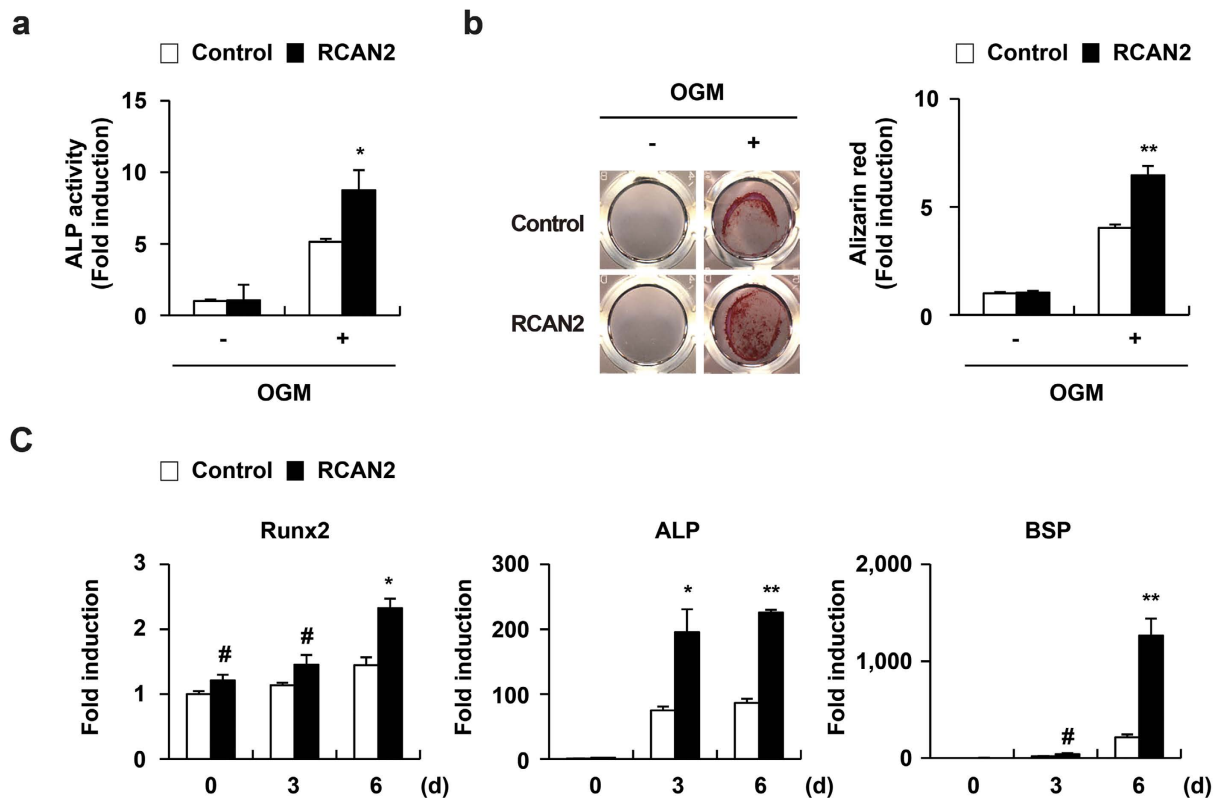 a
Control RCAN2
ALP activity
(Fold induction)
15
10
5
0
*
- +
OGM
b
OGM
- +
Control
RCAN2
Control RCAN2
Alizarin red
(Fold induction)
10
5
0
**
- +
OGM
C
Control RCAN2
Runx2
Fold induction
3
2
1
0
# # *
0 3 6 (d)
ALP
Fold induction
300
200
100
0
* **
0 3 6 (d)
BSP
Fold induction
2,000
1,000
0
# **
0 3 6 (d)